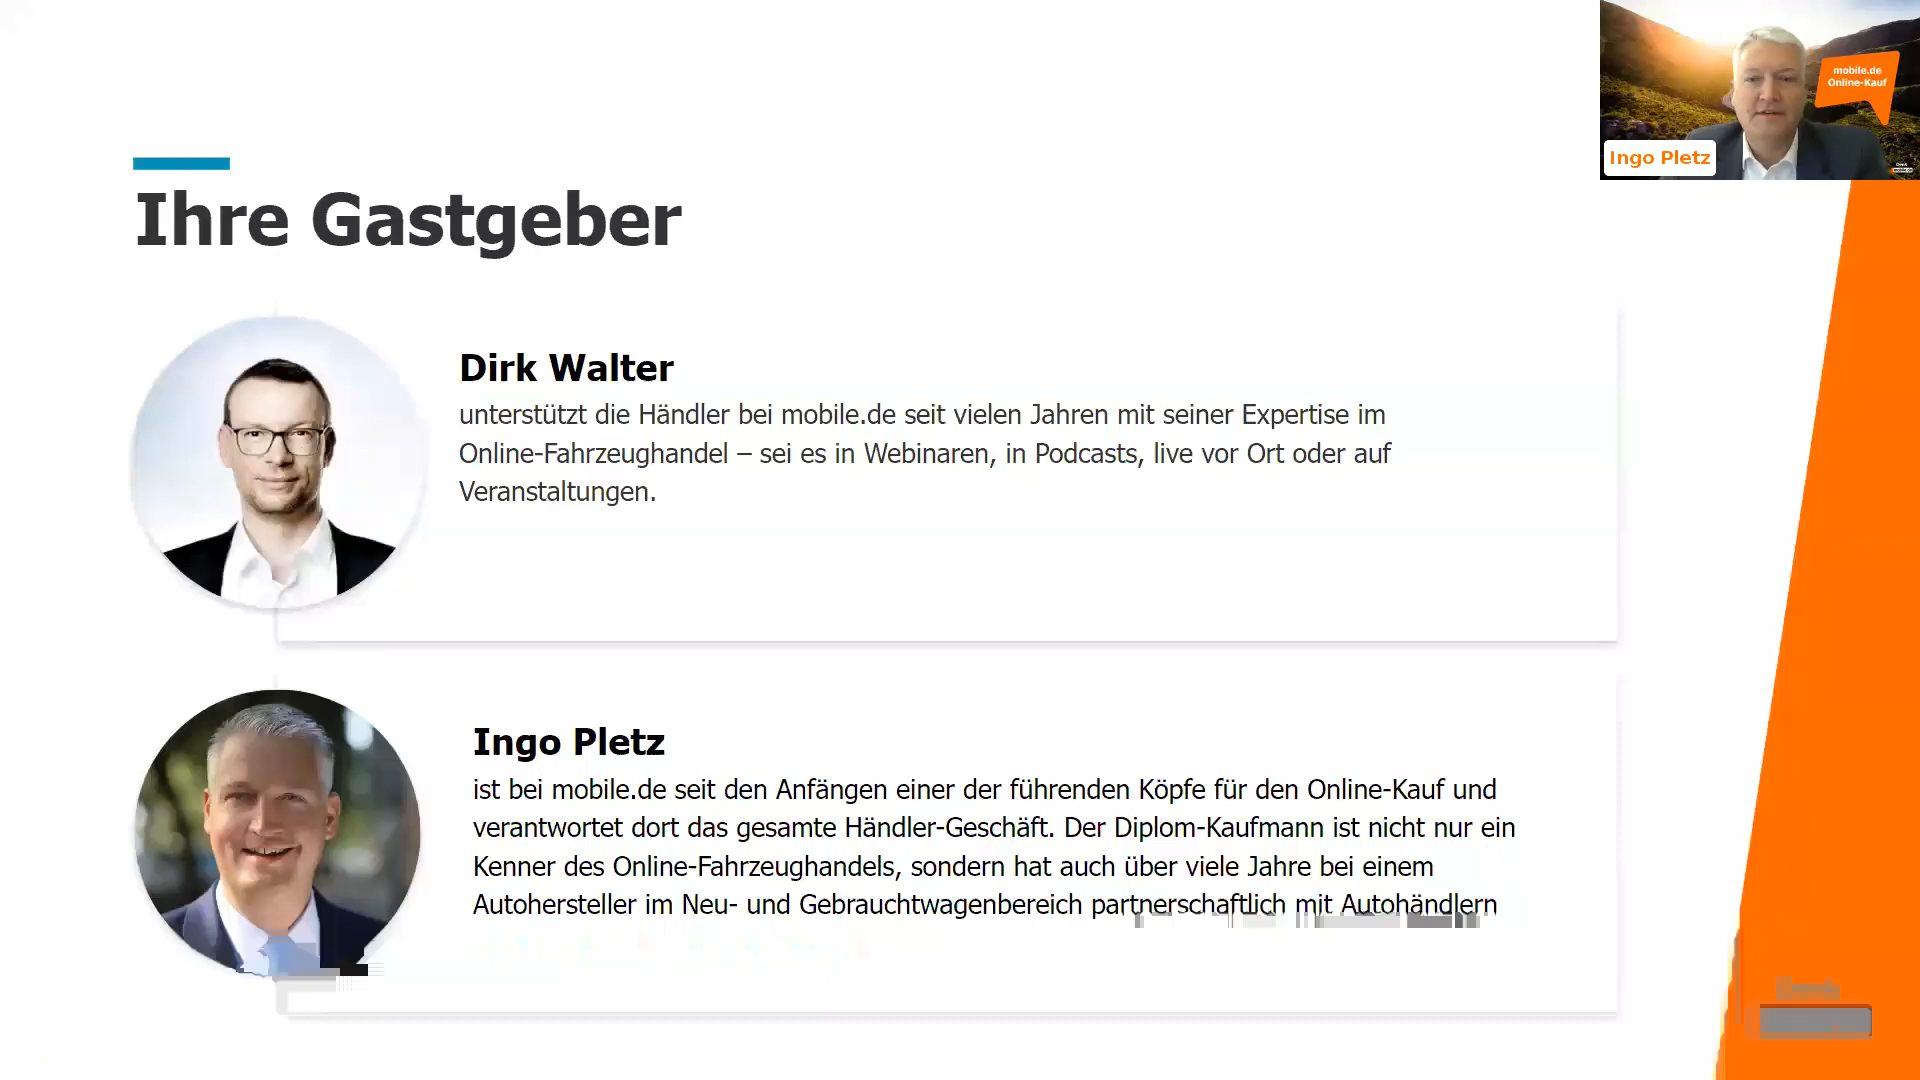 mobile.de
Online-Kauf
Ingo Pletz
Ihre Gastgeber
Dirk Walter
unterstützt die Händler bei mobile.de seit vielen Jahren mit seiner Expertise im
Online-Fahrzeughandel – sei es in Webinaren, in Podcasts, live vor Ort oder auf
Veranstaltungen.
Ingo Pletz
ist bei mobile.de seit den Anfängen einer der führenden Köpfe für den Online-Kauf und
verantwortet dort das gesamte Händler-Geschäft. Der Diplom-Kaufmann ist nicht nur ein
Kenner des Online-Fahrzeughandels, sondern hat auch über viele Jahre bei einem
Autohersteller im Neu- und Gebrauchtwagenbereich partnerschaftlich mit Autohändlern